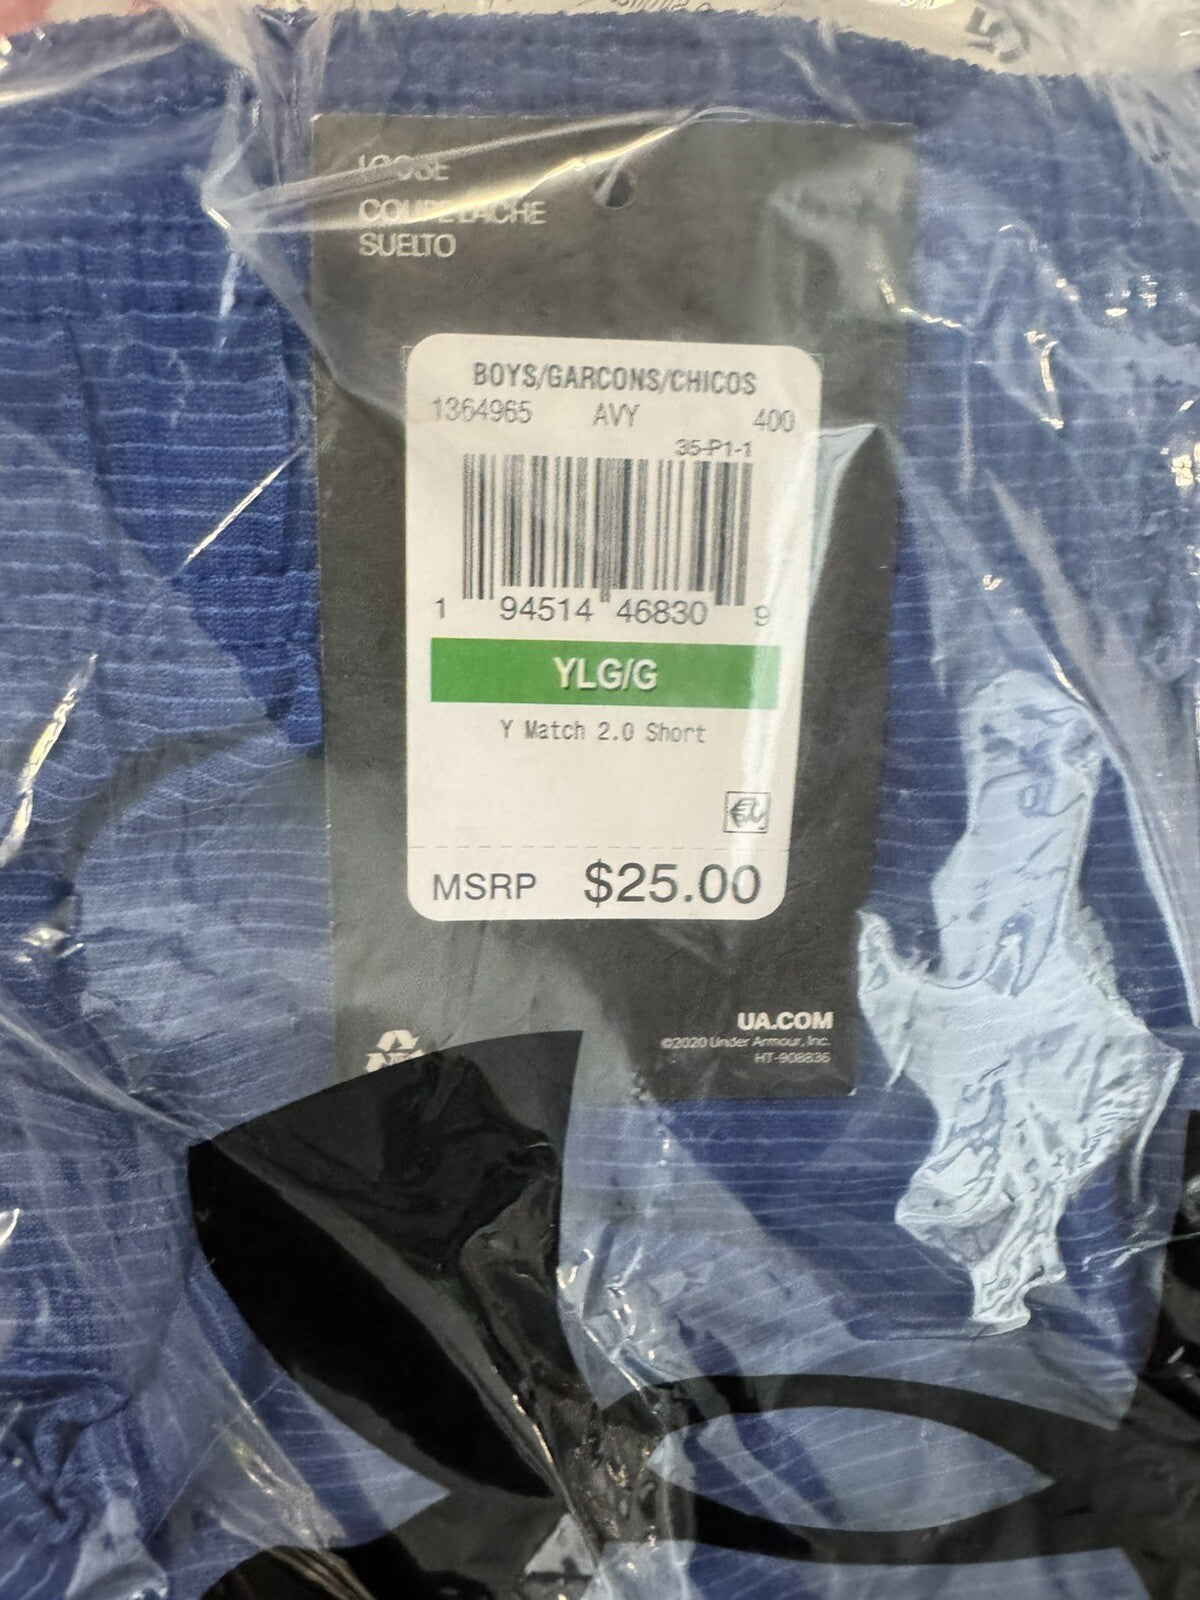 LOOSE
COUPE LÂCHE
SUELTO
BOYS/GARCONS/CHICOS
1364965 AVY 400
35-P1-1
1 94514 46830 9
YLG/G
Y Match 2.0 Short
MSRP $25.00
UA.COM
©2020 Under Armour, Inc.
HT-908836